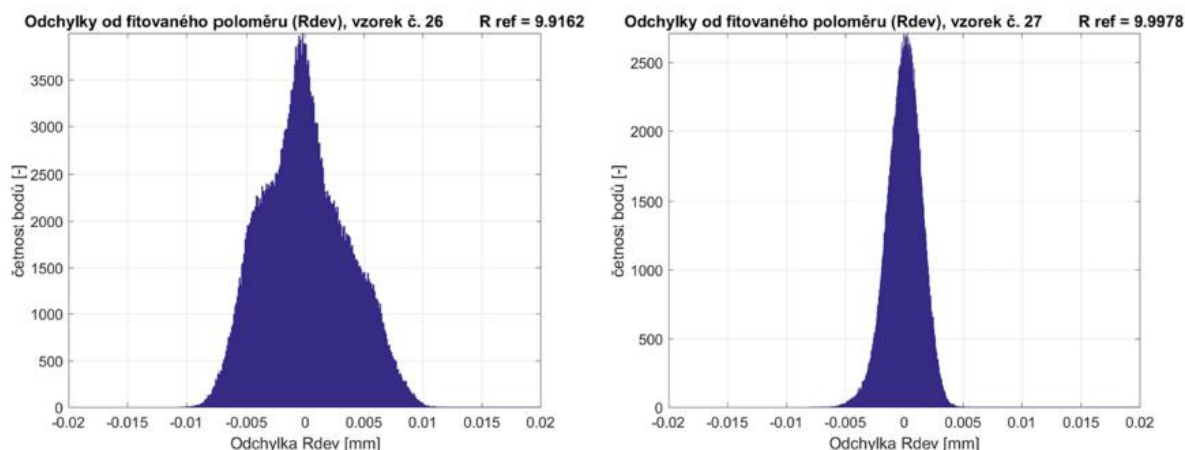 Odchylky od fitovaného poloměru (Rdev), vzorek č. 26 R ref = 9.9162
četnost bodů [-]
3500
3000
2500
2000
1500
1000
500
0
-0.02 -0.015 -0.01 -0.005 0 0.005 0.01 0.015 0.02
Odchylka Rdev [mm]
Odchylky od fitovaného poloměru (Rdev), vzorek č. 27 R ref = 9.9978
četnost bodů [-]
2500
2000
1500
1000
500
0
-0.02 -0.015 -0.01 -0.005 0 0.005 0.01 0.015 0.02
Odchylka Rdev [mm]